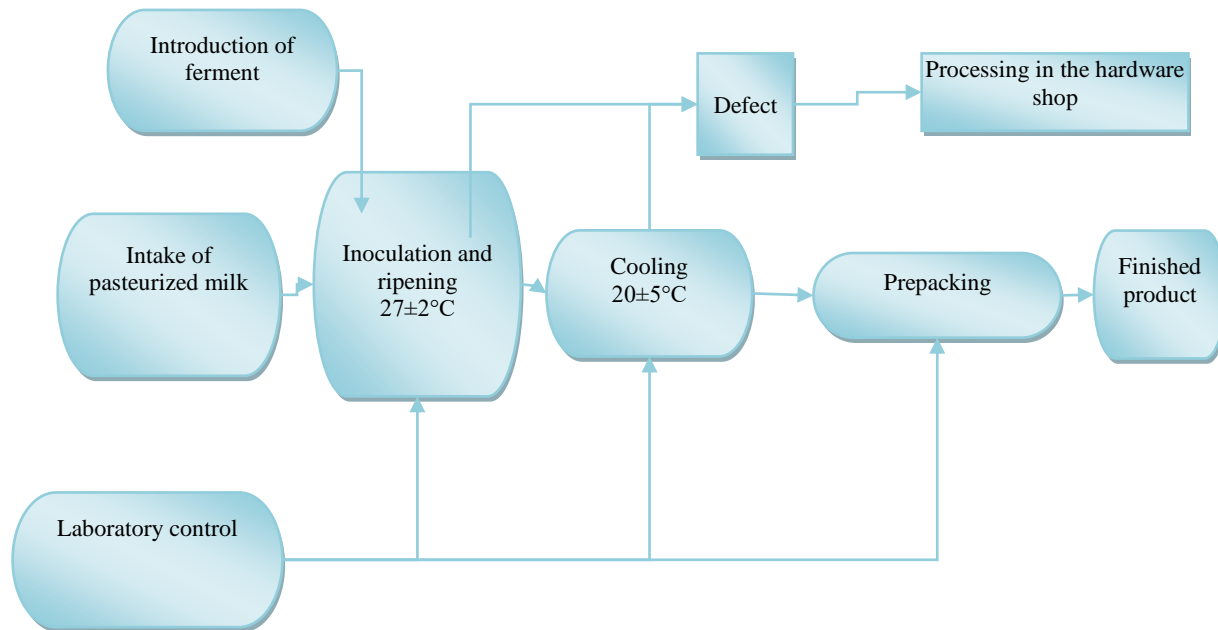 Introduction of
ferment
Defect
Processing in the hardware
shop
Intake of
pasteurized milk
Inoculation and
ripening
27±2°C
Cooling
20±5°C
Prepacking
Finished
product
Laboratory control